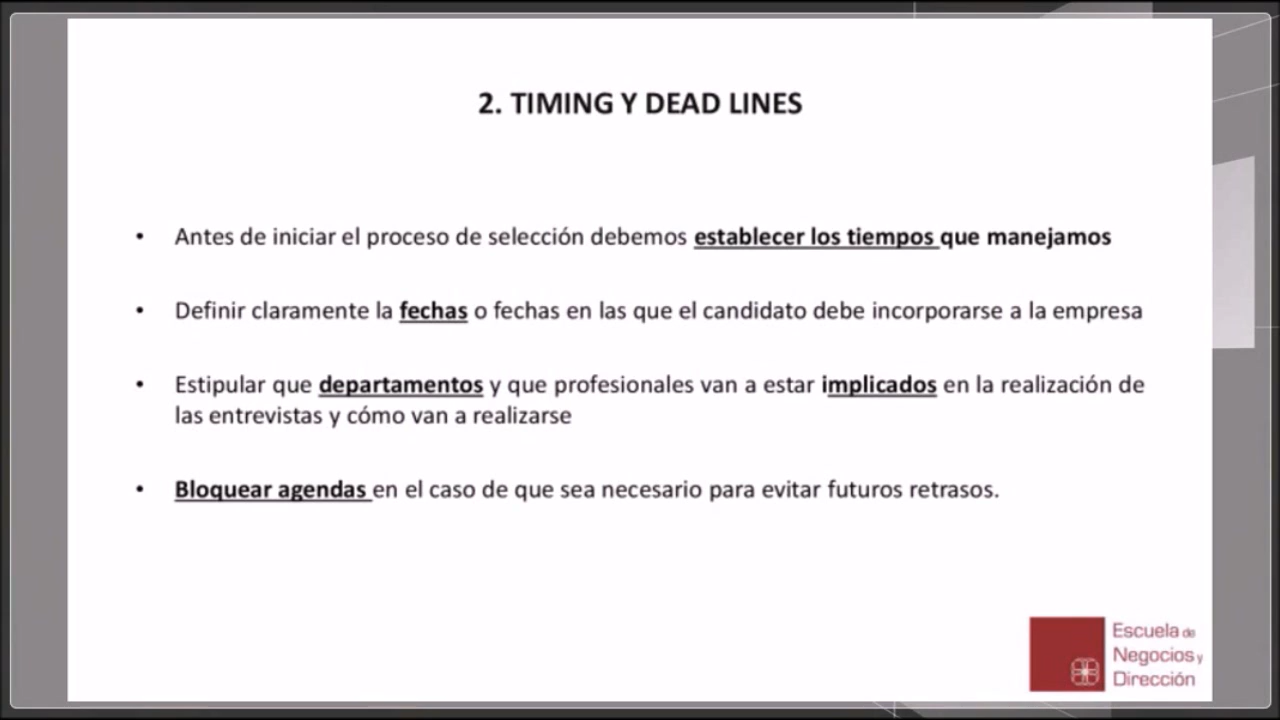 2. TIMING Y DEAD LINES
• Antes de iniciar el proceso de selección debemos establecer los tiempos que manejamos
• Definir claramente la fechas o fechas en las que el candidato debe incorporarse a la empresa
• Estipular que departamentos y que profesionales van a estar implicados en la realización de
las entrevistas y cómo van a realizarse
• Bloquear agendas en el caso de que sea necesario para evitar futuros retrasos.
Escuela de
Negocios y
Dirección